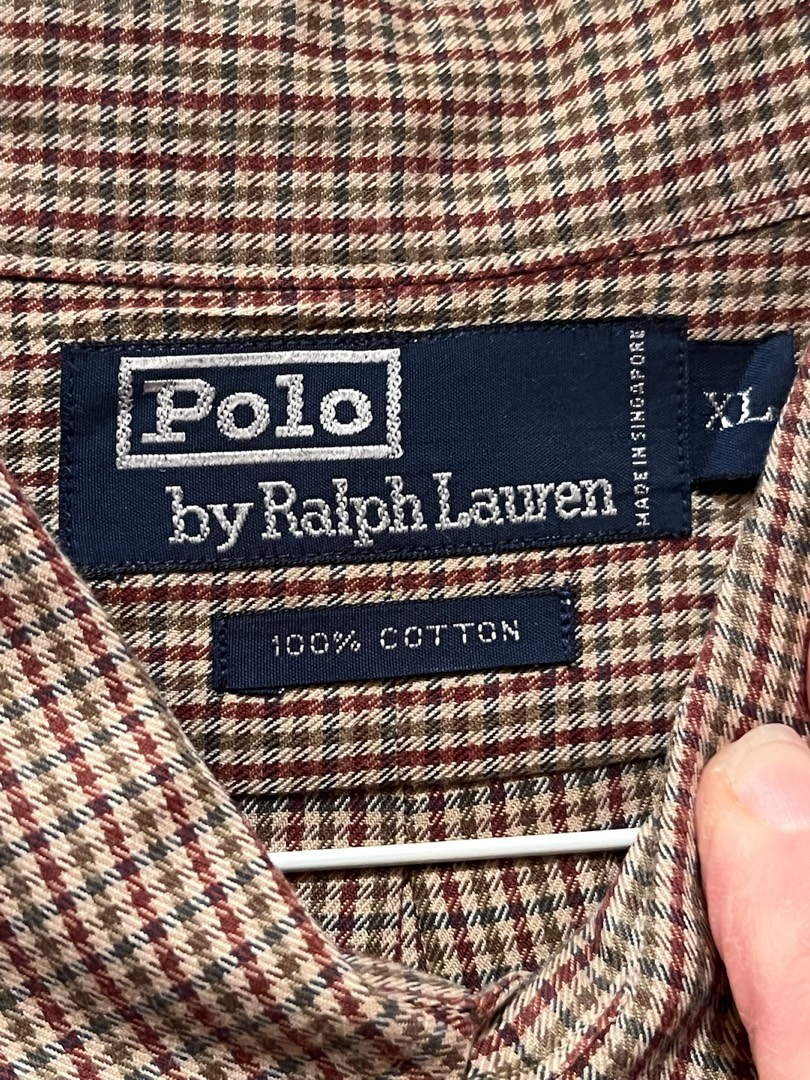 Polo
by Ralph Lauren
MADE IN SINGAPORE
XL
100% COTTON